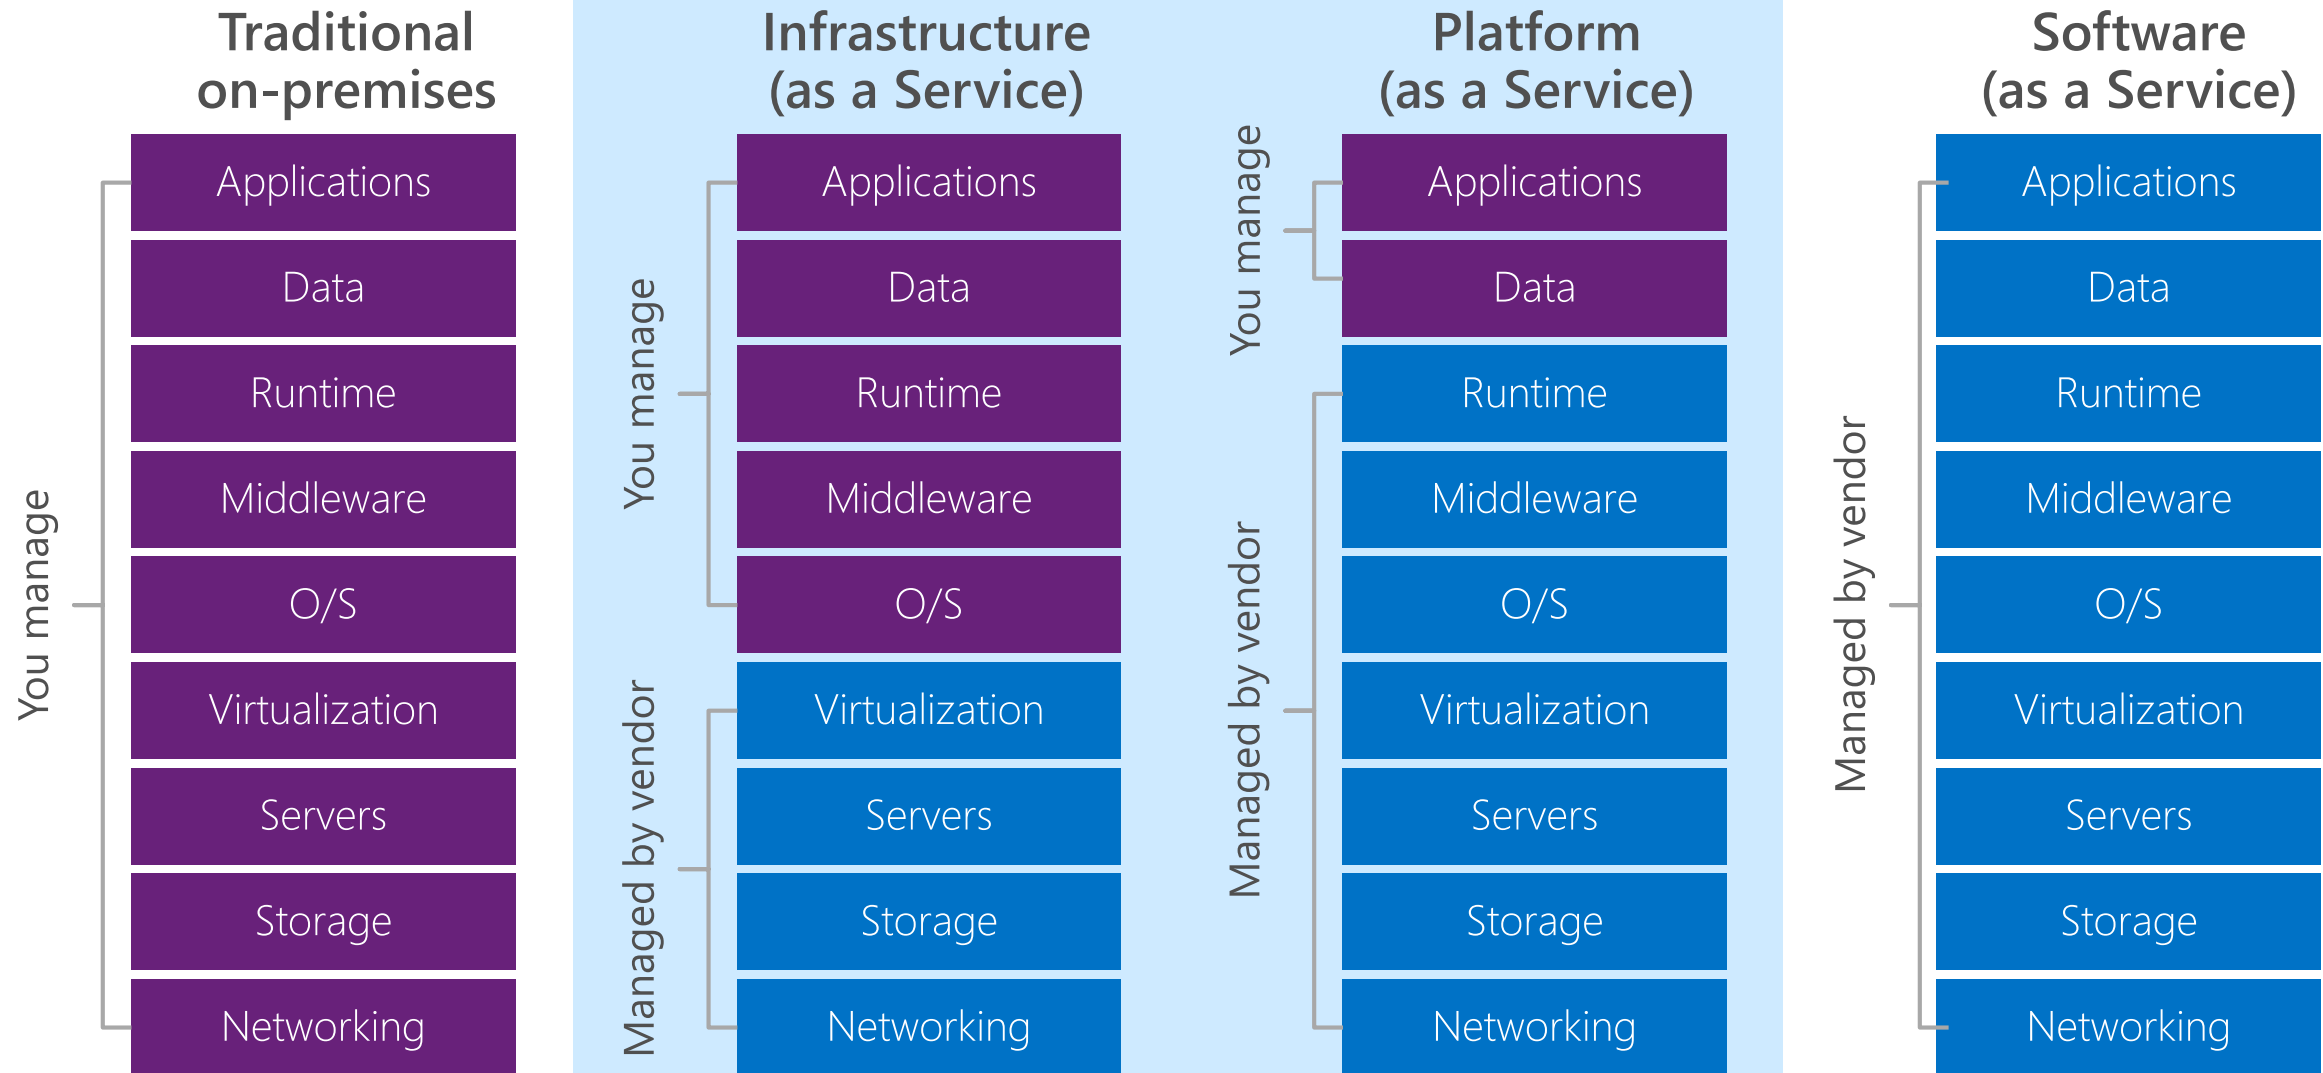 Traditional
on-premises
You manage
Applications
Data
Runtime
Middleware
O/S
Virtualization
Servers
Storage
Networking
Infrastructure
(as a Service)
You manage
Managed by vendor
Applications
Data
Runtime
Middleware
O/S
Virtualization
Servers
Storage
Networking
Platform
(as a Service)
You manage
Managed by vendor
Applications
Data
Runtime
Middleware
O/S
Virtualization
Servers
Storage
Networking
Software
(as a Service)
Managed by vendor
Applications
Data
Runtime
Middleware
O/S
Virtualization
Servers
Storage
Networking